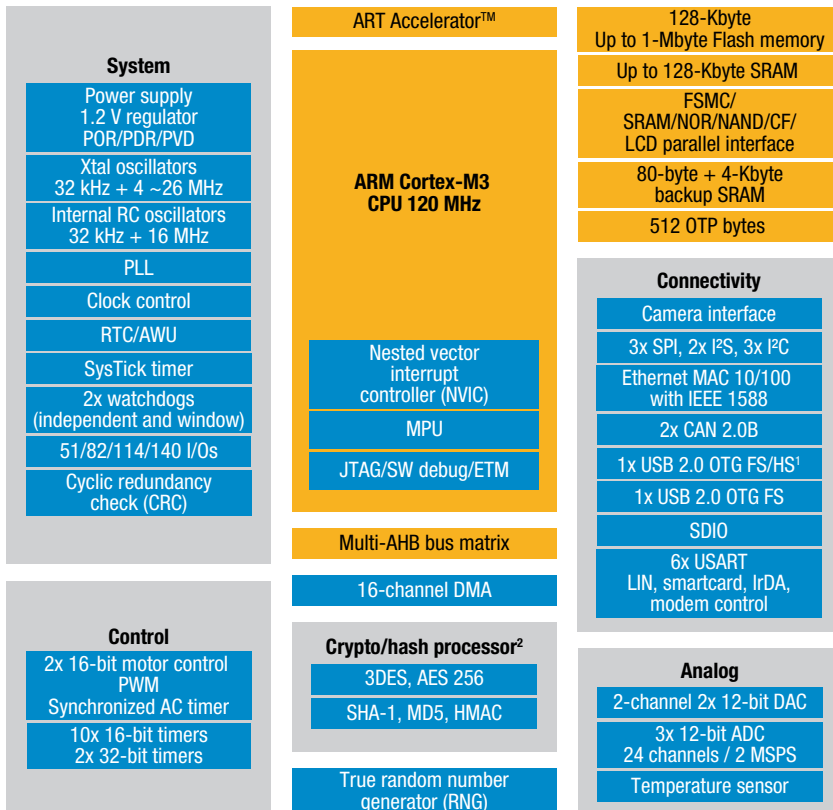 System
Power supply
1.2 V regulator
POR/PDR/PVD
Xtal oscillators
32 kHz + 4 ~26 MHz
Internal RC oscillators
32 kHz + 16 MHz
PLL
Clock control
RTC/AWU
SysTick timer
2x watchdogs
(independent and window)
51/82/114/140 I/Os
Cyclic redundancy
check (CRC)
Control
2x 16-bit motor control
PWM
Synchronized AC timer
10x 16-bit timers
2x 32-bit timers
ART Accelerator™
ARM Cortex-M3
CPU 120 MHz
Nested vector
interrupt
controller (NVIC)
MPU
JTAG/SW debug/ETM
Multi-AHB bus matrix
16-channel DMA
Crypto/hash processor²
3DES, AES 256
SHA-1, MD5, HMAC
True random number
generator (RNG)
128-Kbyte
Up to 1-Mbyte Flash memory
Up to 128-Kbyte SRAM
FSMC/
SRAM/NOR/NAND/CF/
LCD parallel interface
80-byte + 4-Kbyte
backup SRAM
512 OTP bytes
Connectivity
Camera interface
3x SPI, 2x I²S, 3x I²C
Ethernet MAC 10/100
with IEEE 1588
2x CAN 2.0B
1x USB 2.0 OTG FS/HS¹
1x USB 2.0 OTG FS
SDIO
6x USART
LIN, smartcard, IrDA,
modem control
Analog
2-channel 2x 12-bit DAC
3x 12-bit ADC
24 channels / 2 MSPS
Temperature sensor